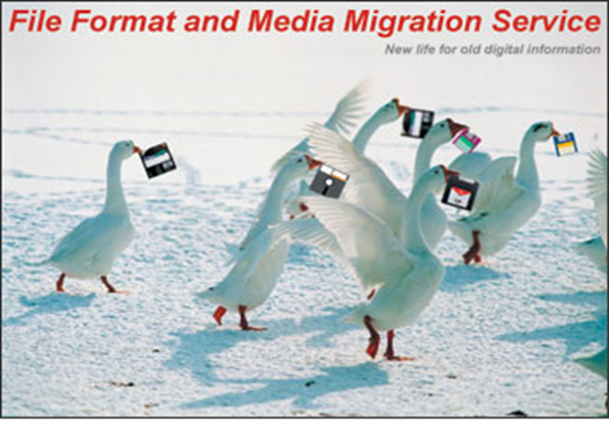 File Format and Media Migration Service
New life for old digital information